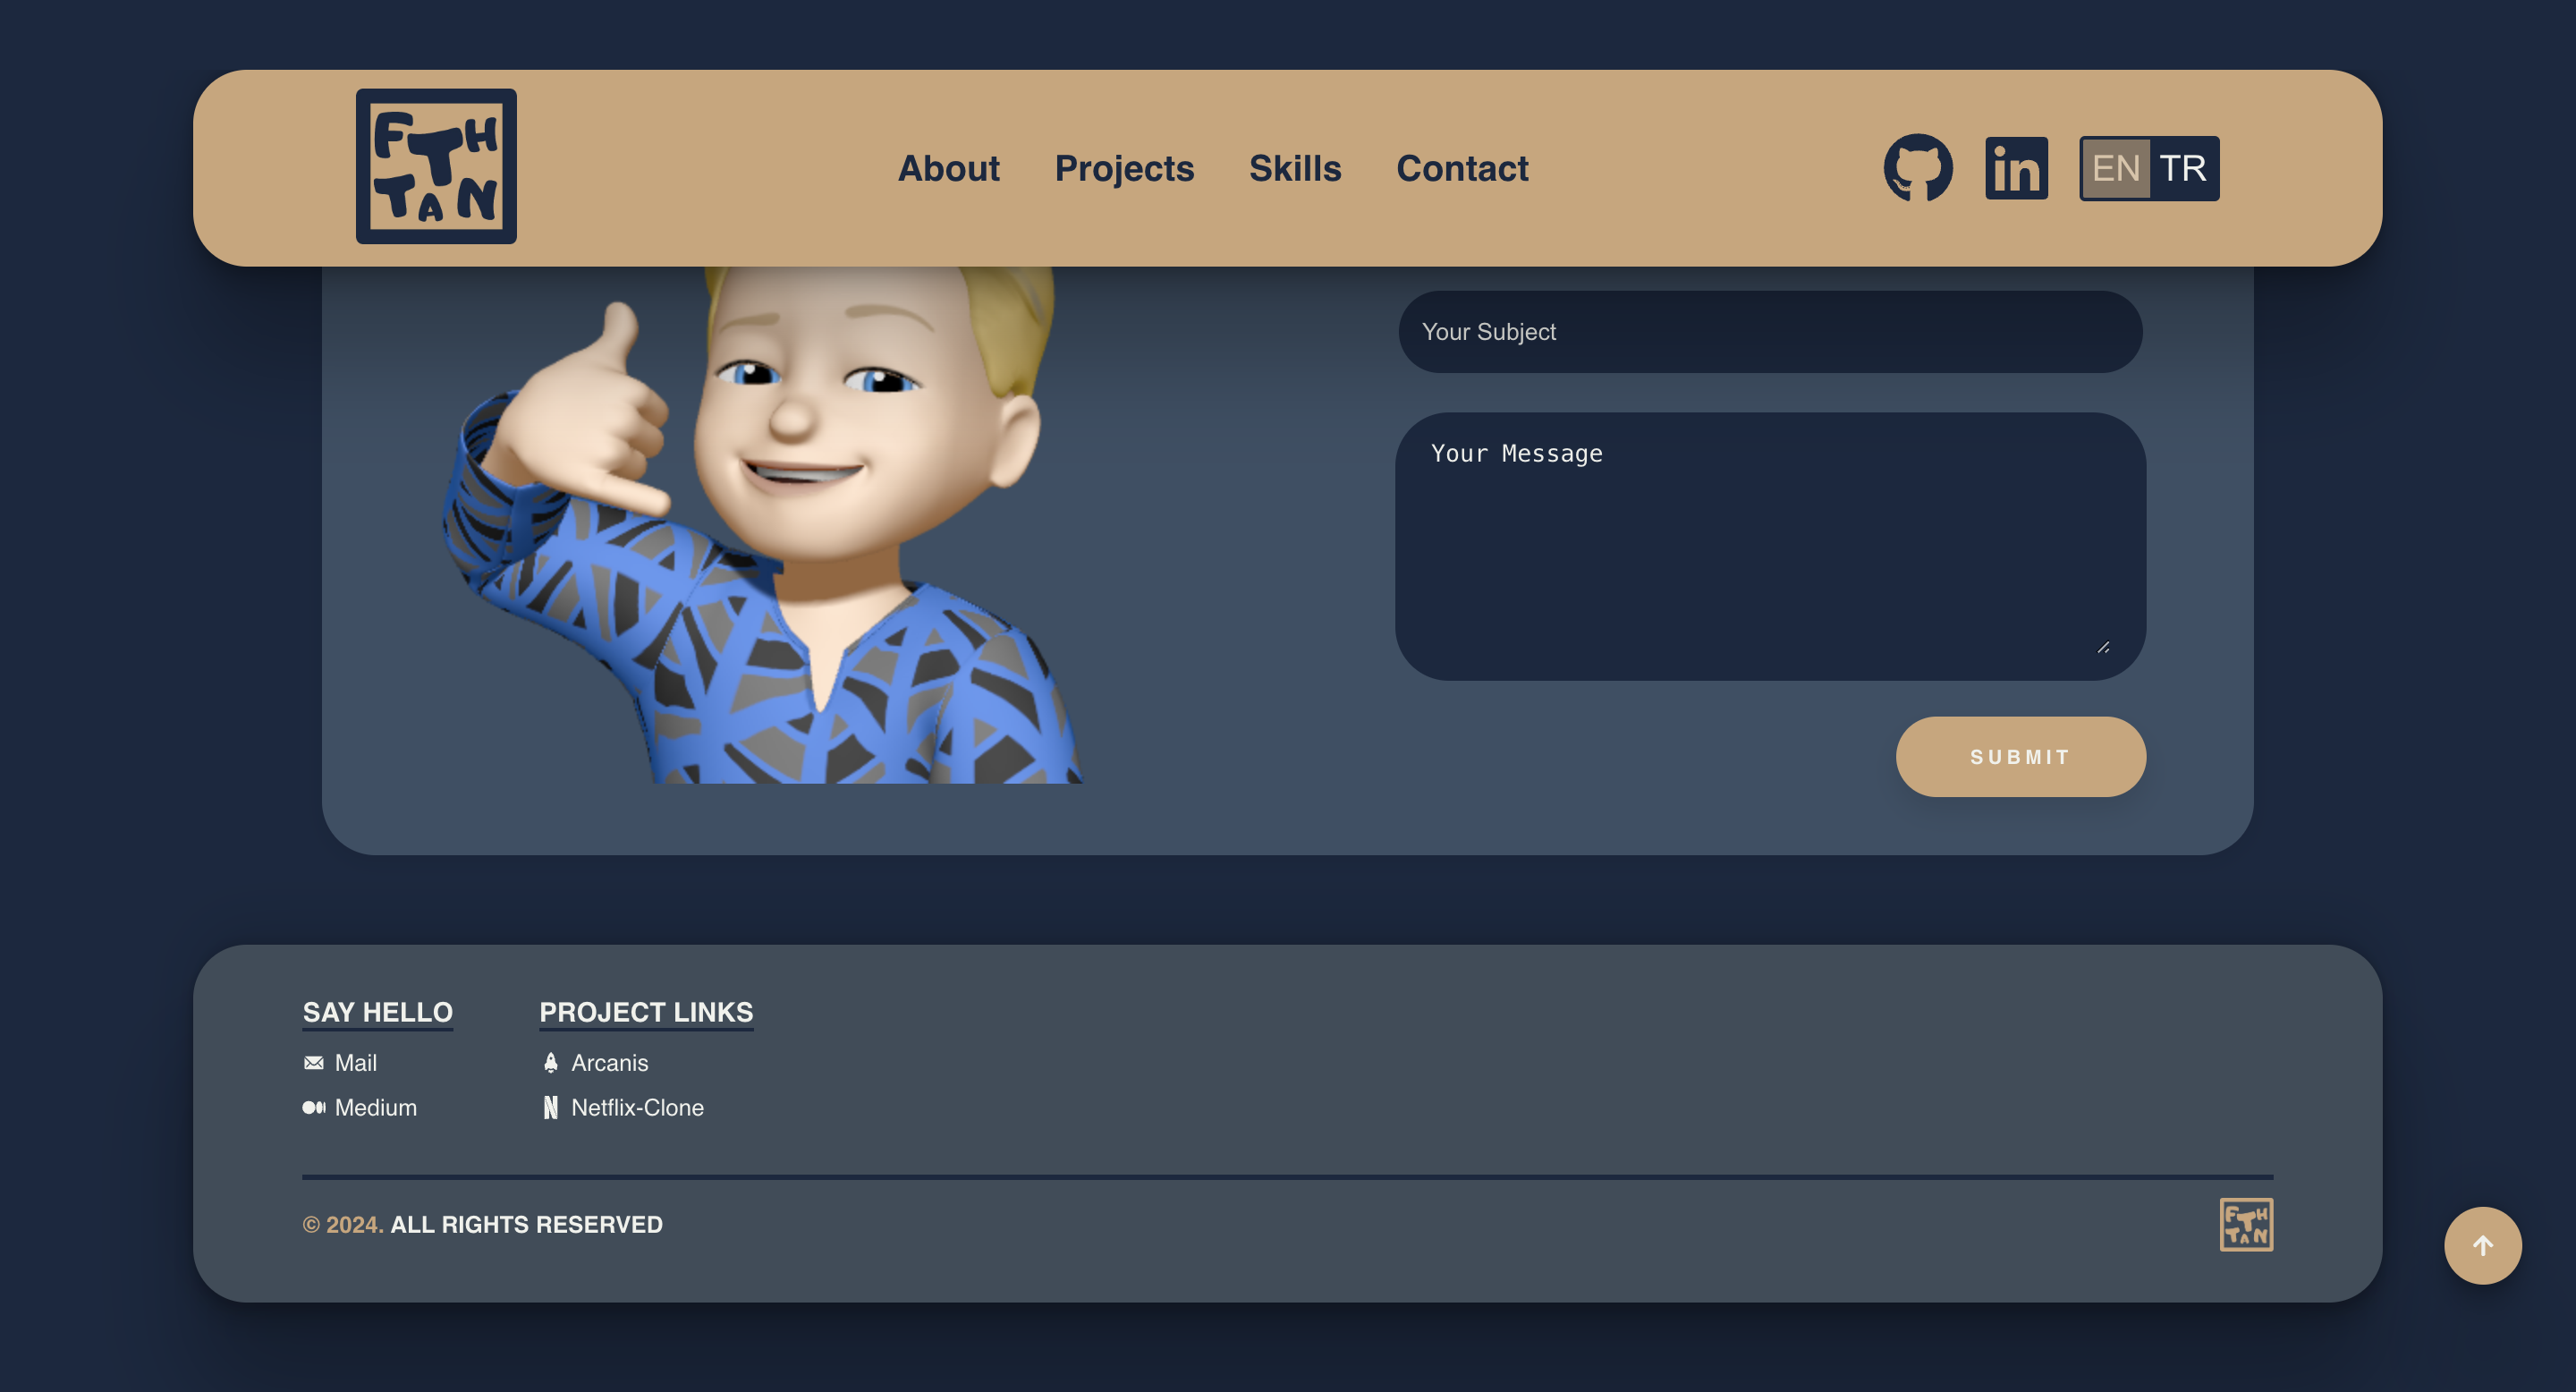 FTH
TAN
About Projects Skills Contact
in
EN TR
Your Subject
Your Message
SUBMIT
SAY HELLO
Mail
Medium
PROJECT LINKS
Arcanis
Netflix-Clone
© 2024. ALL RIGHTS RESERVED
FTH
TAN